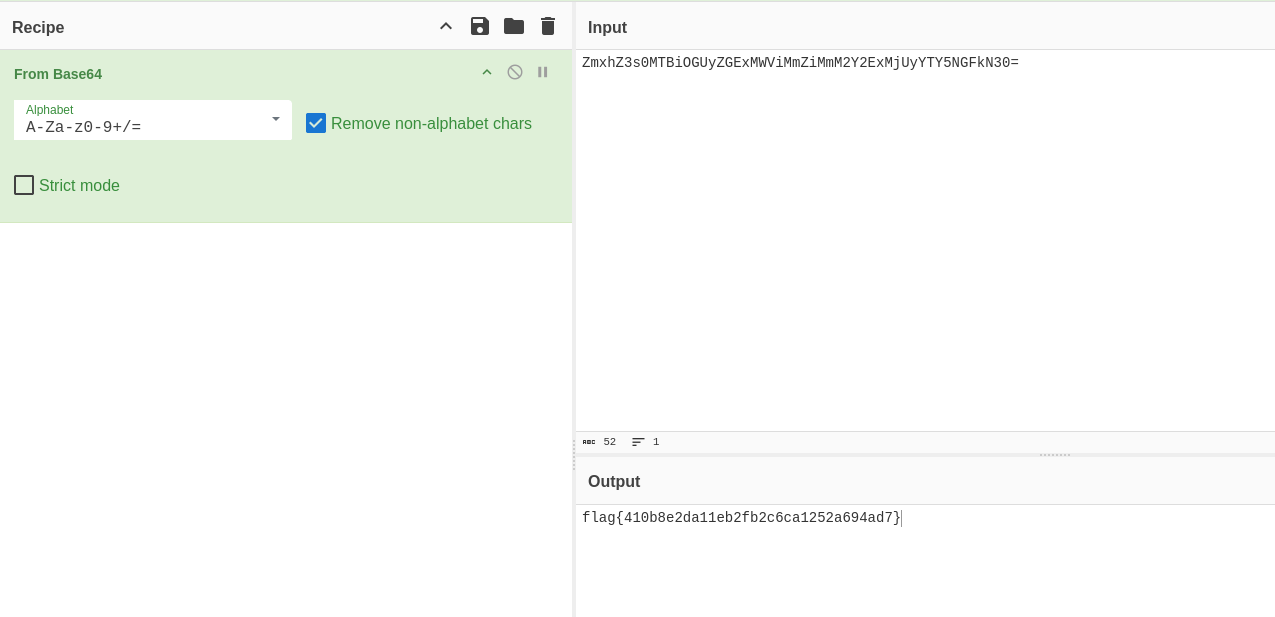 Recipe
From Base64
Alphabet
A-Za-z0-9+/=
Remove non-alphabet chars
Strict mode
Input
ZmxhZ3s0MTBiOGUyZGExMWViMmZiMmM2Y2ExMjUyYTY5NGFkN30=
ABC 52 1
Output
flag{410b8e2da11eb2fb2c6ca1252a694ad7}